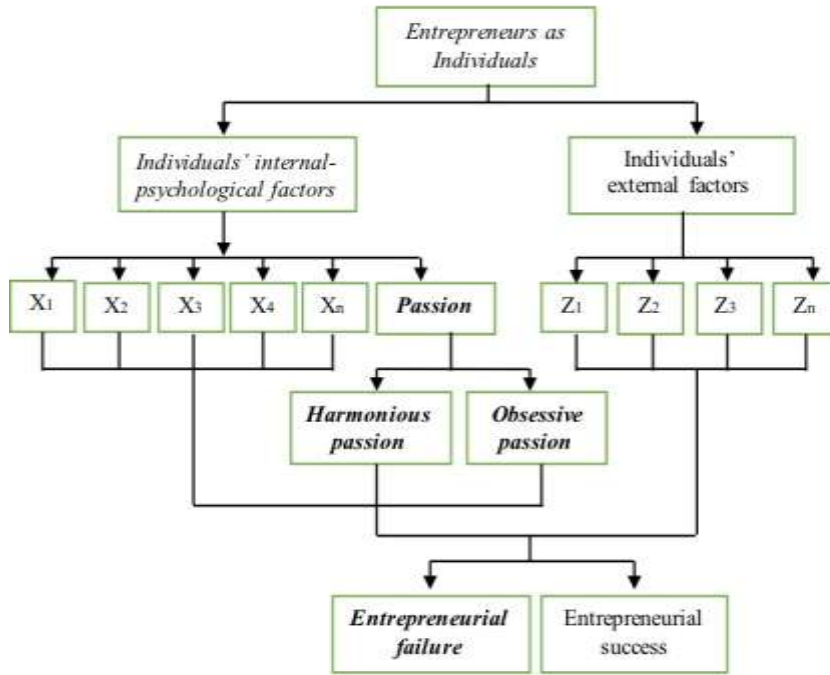 Entrepreneurs as
Individuals
Individuals' internal-
psychological factors
Individuals'
external factors
X1
X2
X3
X4
Xn
Passion
Z1
Z2
Z3
Zn
Harmonious
passion
Obsessive
passion
Entrepreneurial
failure
Entrepreneurial
success